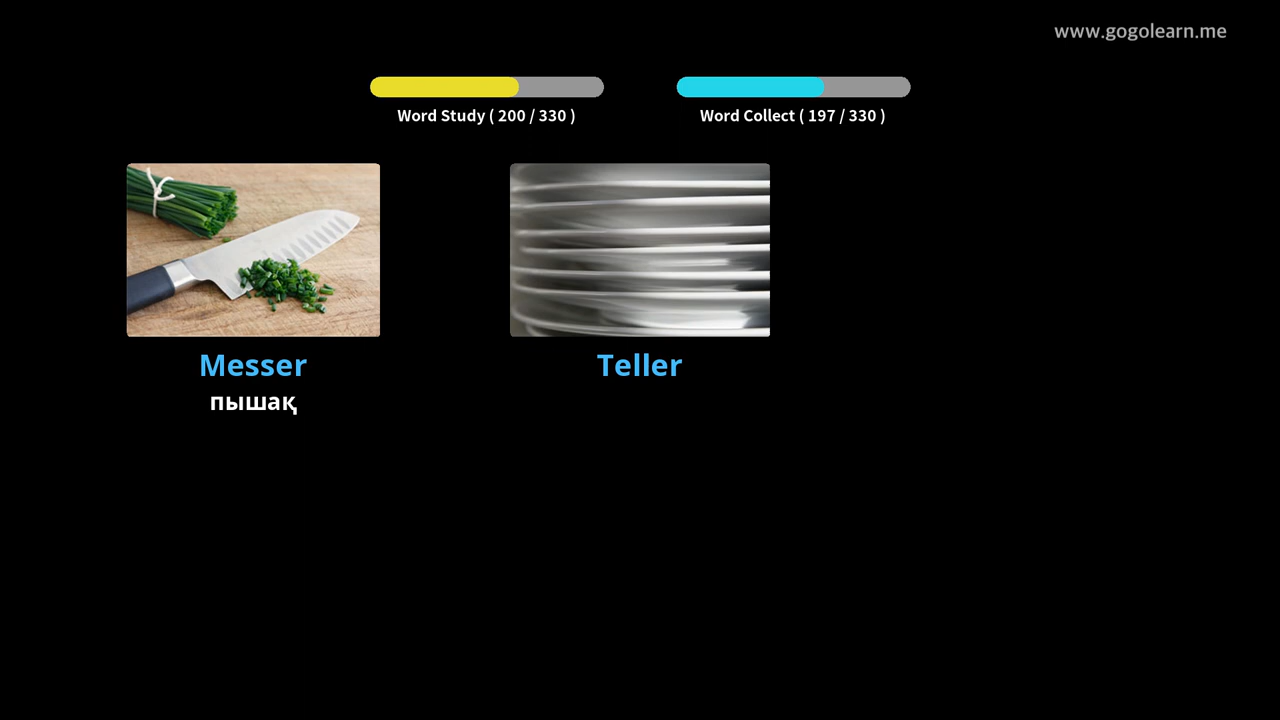 www.gogolearn.me
Word Study ( 200 / 330 )
Word Collect ( 197 / 330 )
Messer
Teller
пышақ